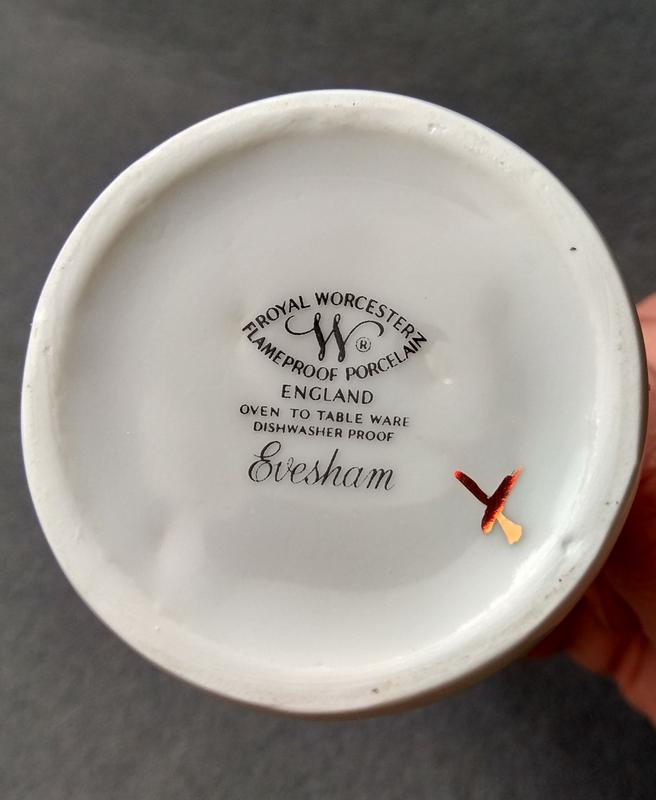 ROYAL WORCESTER
W ®
FLAMEPROOF PORCELAIN
ENGLAND
OVEN TO TABLE WARE
DISHWASHER PROOF
Evesham